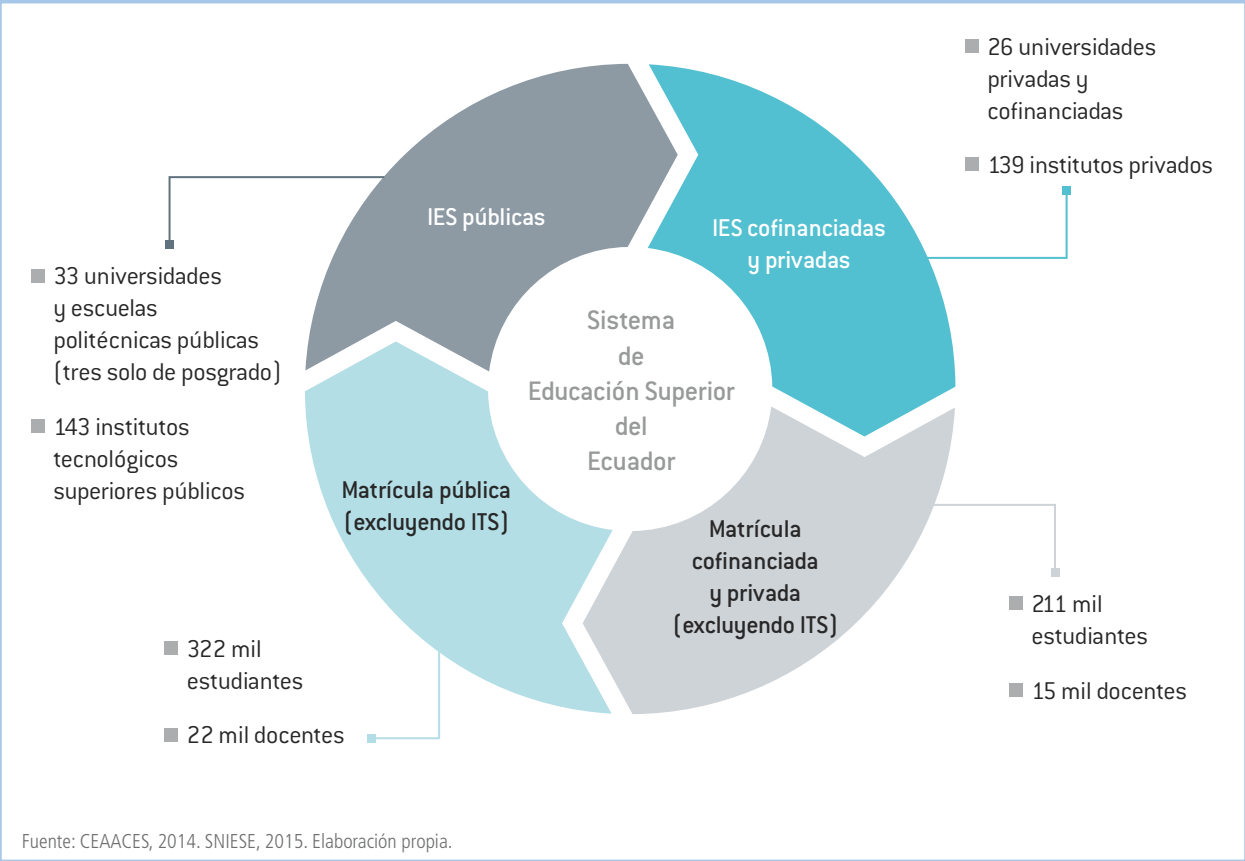 IES públicas
33 universidades
y escuelas
politécnicas públicas
(tres solo de posgrado)
143 institutos
tecnológicos
superiores públicos
IES cofinanciadas
y privadas
26 universidades
privadas y
cofinanciadas
139 institutos privados
Sistema
de
Educación Superior
del
Ecuador
Matrícula pública
(excluyendo ITS)
322 mil
estudiantes
22 mil docentes
Matrícula
cofinanciada
y privada
(excluyendo ITS)
211 mil
estudiantes
15 mil docentes
Fuente: CEAACES, 2014. SNIESE, 2015. Elaboración propia.